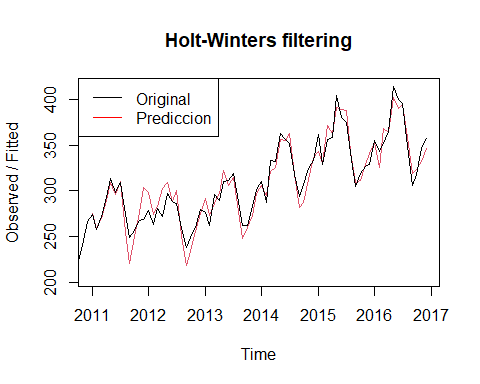 Holt-Winters filtering
Original
Prediccion
Observed / Fitted
400
350
300
250
200
2011 2012 2013 2014 2015 2016 2017
Time